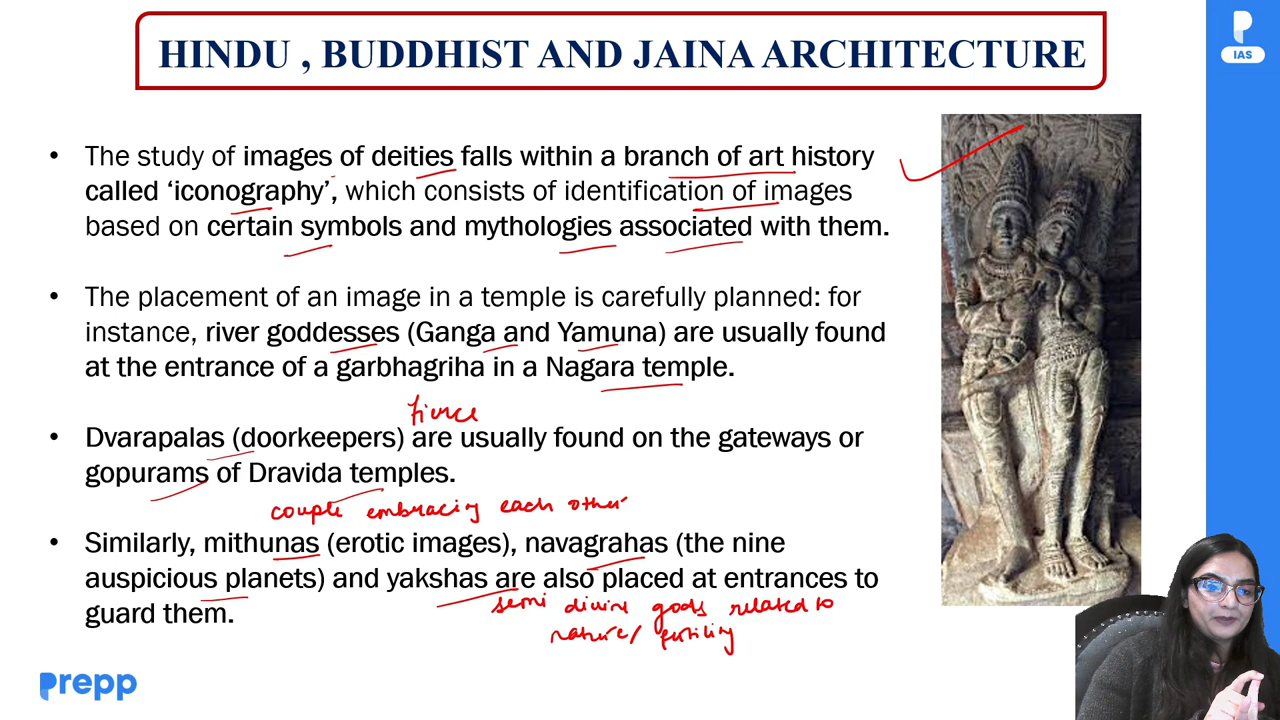 HINDU , BUDDHIST AND JAINA ARCHITECTURE
IAS
• The study of images of deities falls within a branch of art history
called ‘iconography’, which consists of identification of images
based on certain symbols and mythologies associated with them.
• The placement of an image in a temple is carefully planned: for
instance, river goddesses (Ganga and Yamuna) are usually found
at the entrance of a garbhagriha in a Nagara temple.
fierce
• Dvarapalas (doorkeepers) are usually found on the gateways or
gopurams of Dravida temples.
couple embracing each other
• Similarly, mithunas (erotic images), navagrahas (the nine
auspicious planets) and yakshas are also placed at entrances to
semi divine gods related to
guard them.
nature/ fertility
prepp